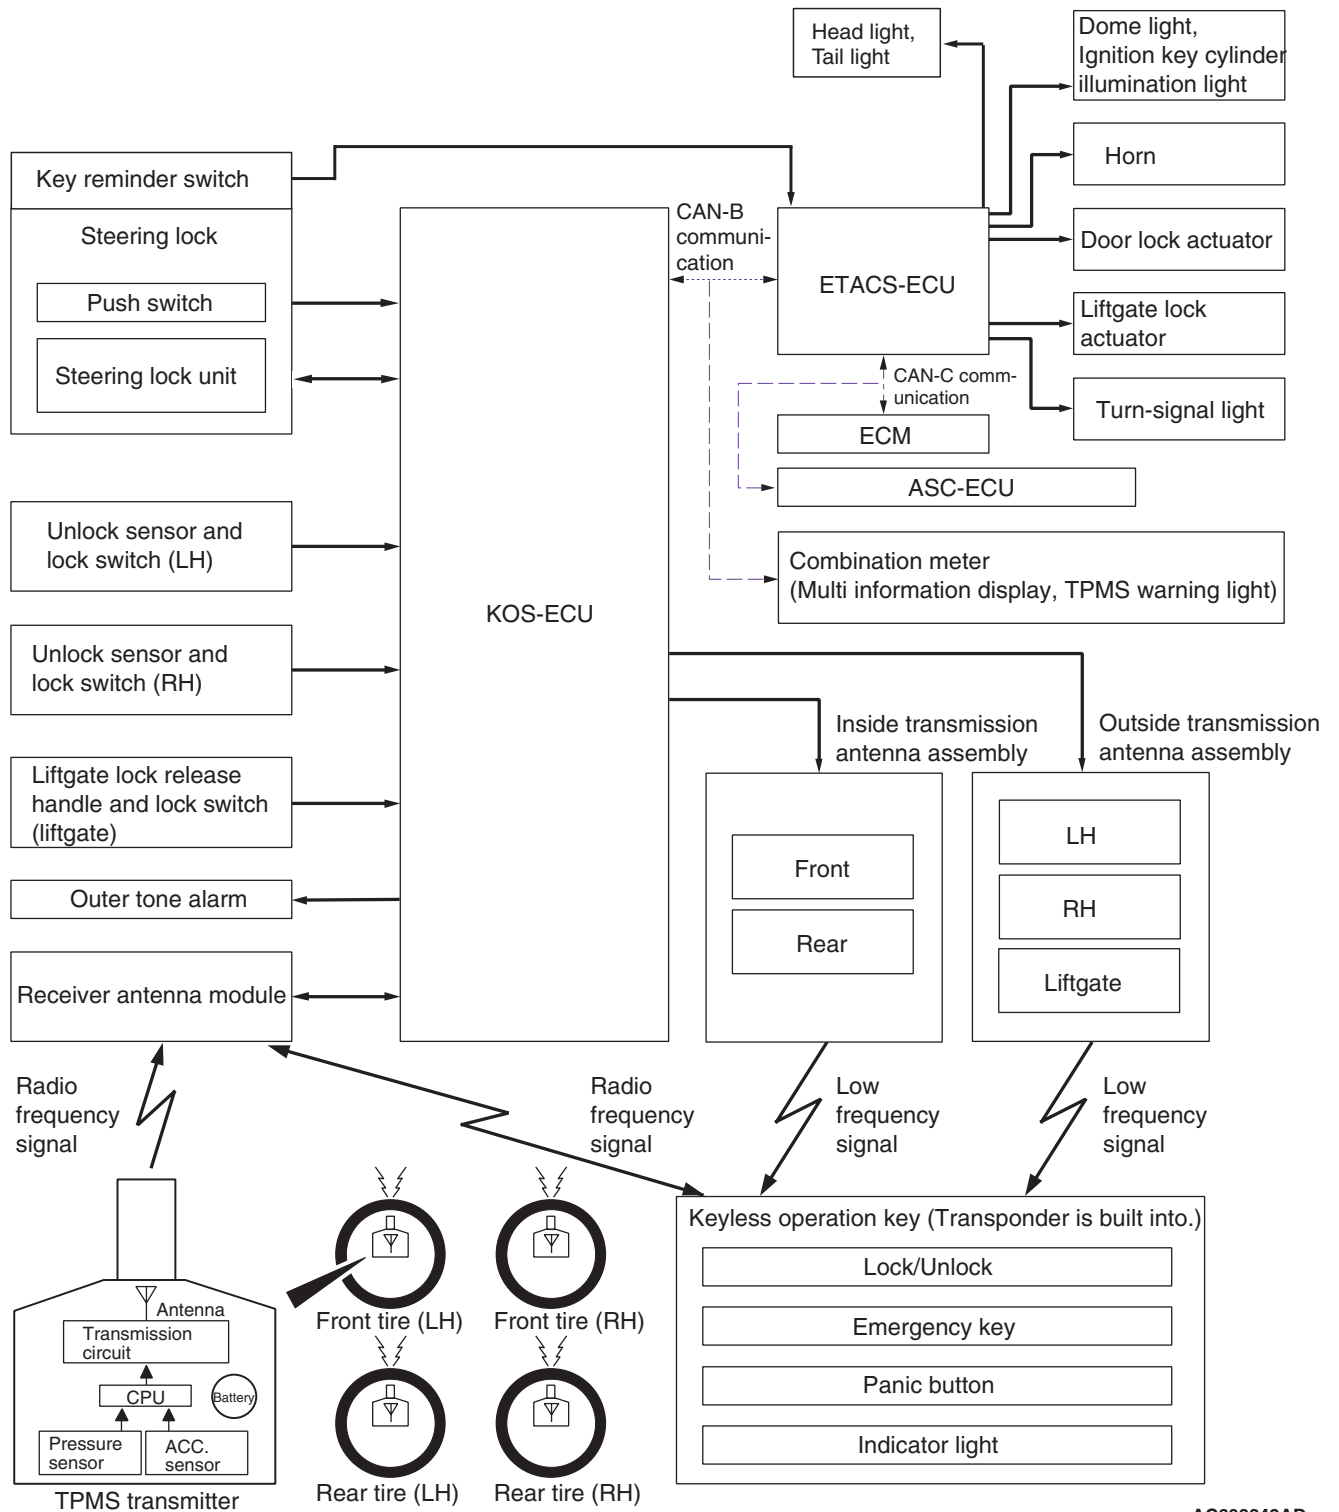 Head light,
Tail light
Dome light,
Ignition key cylinder
illumination light
Horn
Key reminder switch
Steering lock
Push switch
Steering lock unit
CAN-B
communi-
cation
ETACS-ECU
Door lock actuator
Liftgate lock
actuator
Turn-signal light
CAN-C comm-
unication
ECM
ASC-ECU
Combination meter
(Multi information display, TPMS warning light)
KOS-ECU
Unlock sensor and
lock switch (LH)
Unlock sensor and
lock switch (RH)
Liftgate lock release
handle and lock switch
(liftgate)
Outer tone alarm
Receiver antenna module
Inside transmission
antenna assembly
Front
Rear
Outside transmission
antenna assembly
LH
RH
Liftgate
Radio
frequency
signal
Radio
frequency
signal
Low
frequency
signal
Low
frequency
signal
Keyless operation key (Transponder is built into.)
Lock/Unlock
Emergency key
Panic button
Indicator light
Antenna
Transmission
circuit
CPU
Battery
Pressure
sensor
ACC.
sensor
TPMS transmitter
Front tire (LH)
Front tire (RH)
Rear tire (LH)
Rear tire (RH)